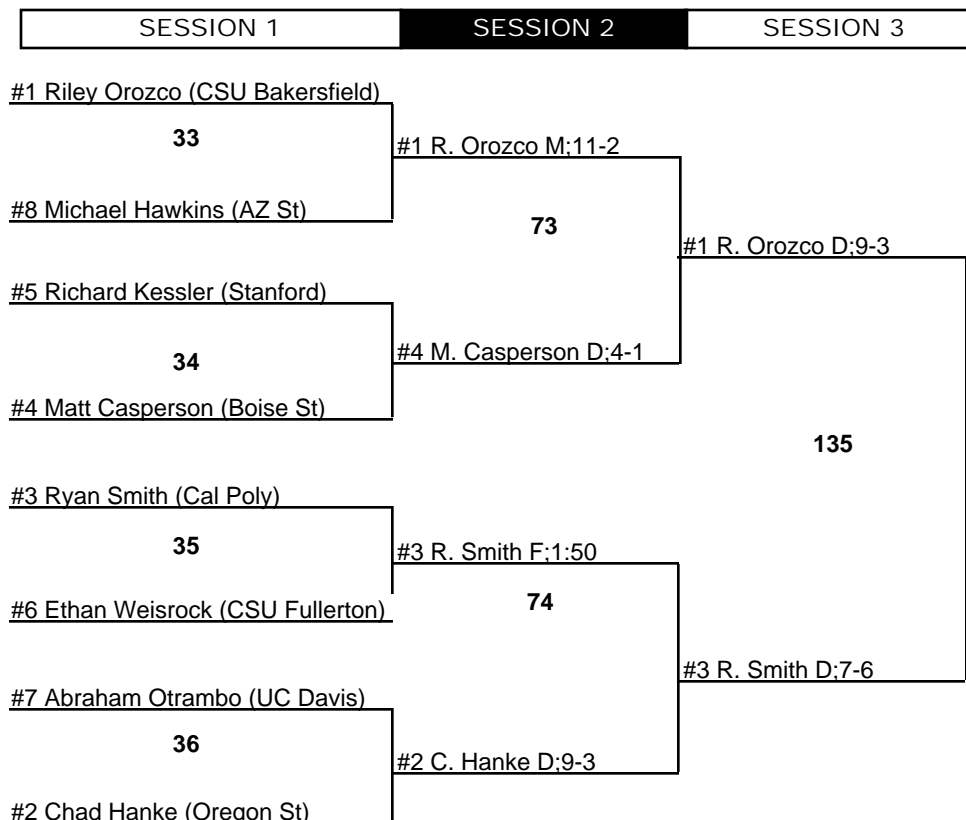 SESSION 1 SESSION 2 SESSION 3
#1 Riley Orozco (CSU Bakersfield)
33
#1 R. Orozco M;11-2
#8 Michael Hawkins (AZ St)
73
#1 R. Orozco D;9-3
#5 Richard Kessler (Stanford)
34
#4 M. Casperson D;4-1
#4 Matt Casperson (Boise St)
135
#3 Ryan Smith (Cal Poly)
35
#3 R. Smith F;1:50
#6 Ethan Weisrock (CSU Fullerton)
74
#3 R. Smith D;7-6
#7 Abraham Otrambo (UC Davis)
36
#2 C. Hanke D;9-3
#2 Chad Hanke (Oregon St)